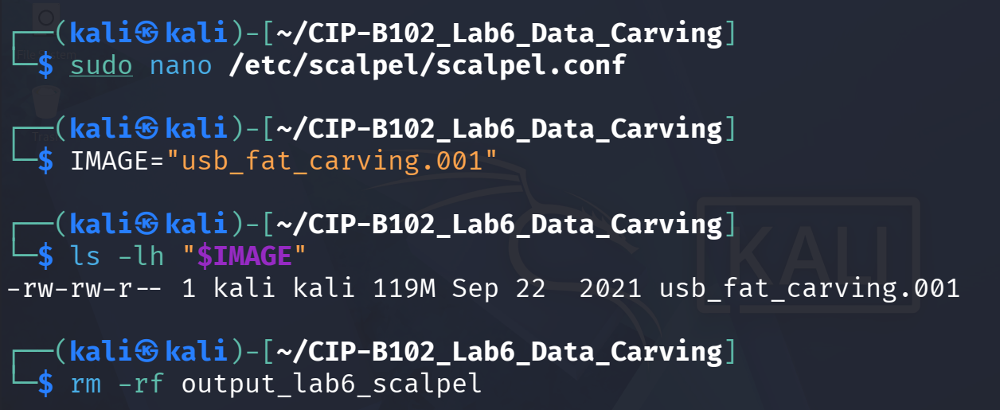 ┌──(kali㉿kali)-[~/CIP-B102_Lab6_Data_Carving]
└─$ sudo nano /etc/scalpel/scalpel.conf
┌──(kali㉿kali)-[~/CIP-B102_Lab6_Data_Carving]
└─$ IMAGE="usb_fat_carving.001"
┌──(kali㉿kali)-[~/CIP-B102_Lab6_Data_Carving]
└─$ ls -lh "$IMAGE"
-rw-rw-r-- 1 kali kali 119M Sep 22  2021 usb_fat_carving.001
┌──(kali㉿kali)-[~/CIP-B102_Lab6_Data_Carving]
└─$ rm -rf output_lab6_scalpel
KALI